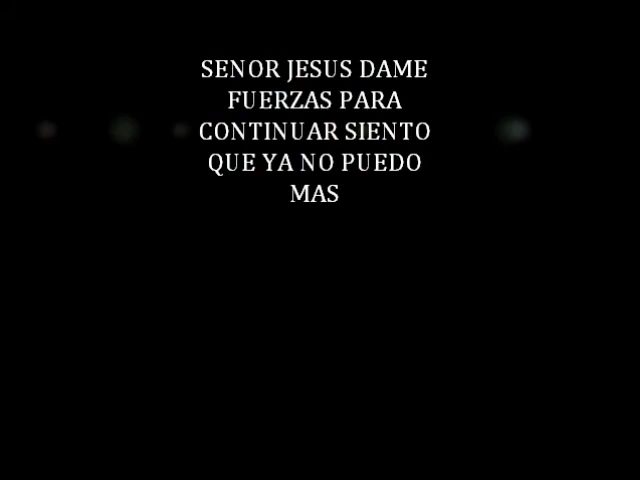 SENOR JESUS DAME
FUERZAS PARA
CONTINUAR SIENTO
QUE YA NO PUEDO
MAS